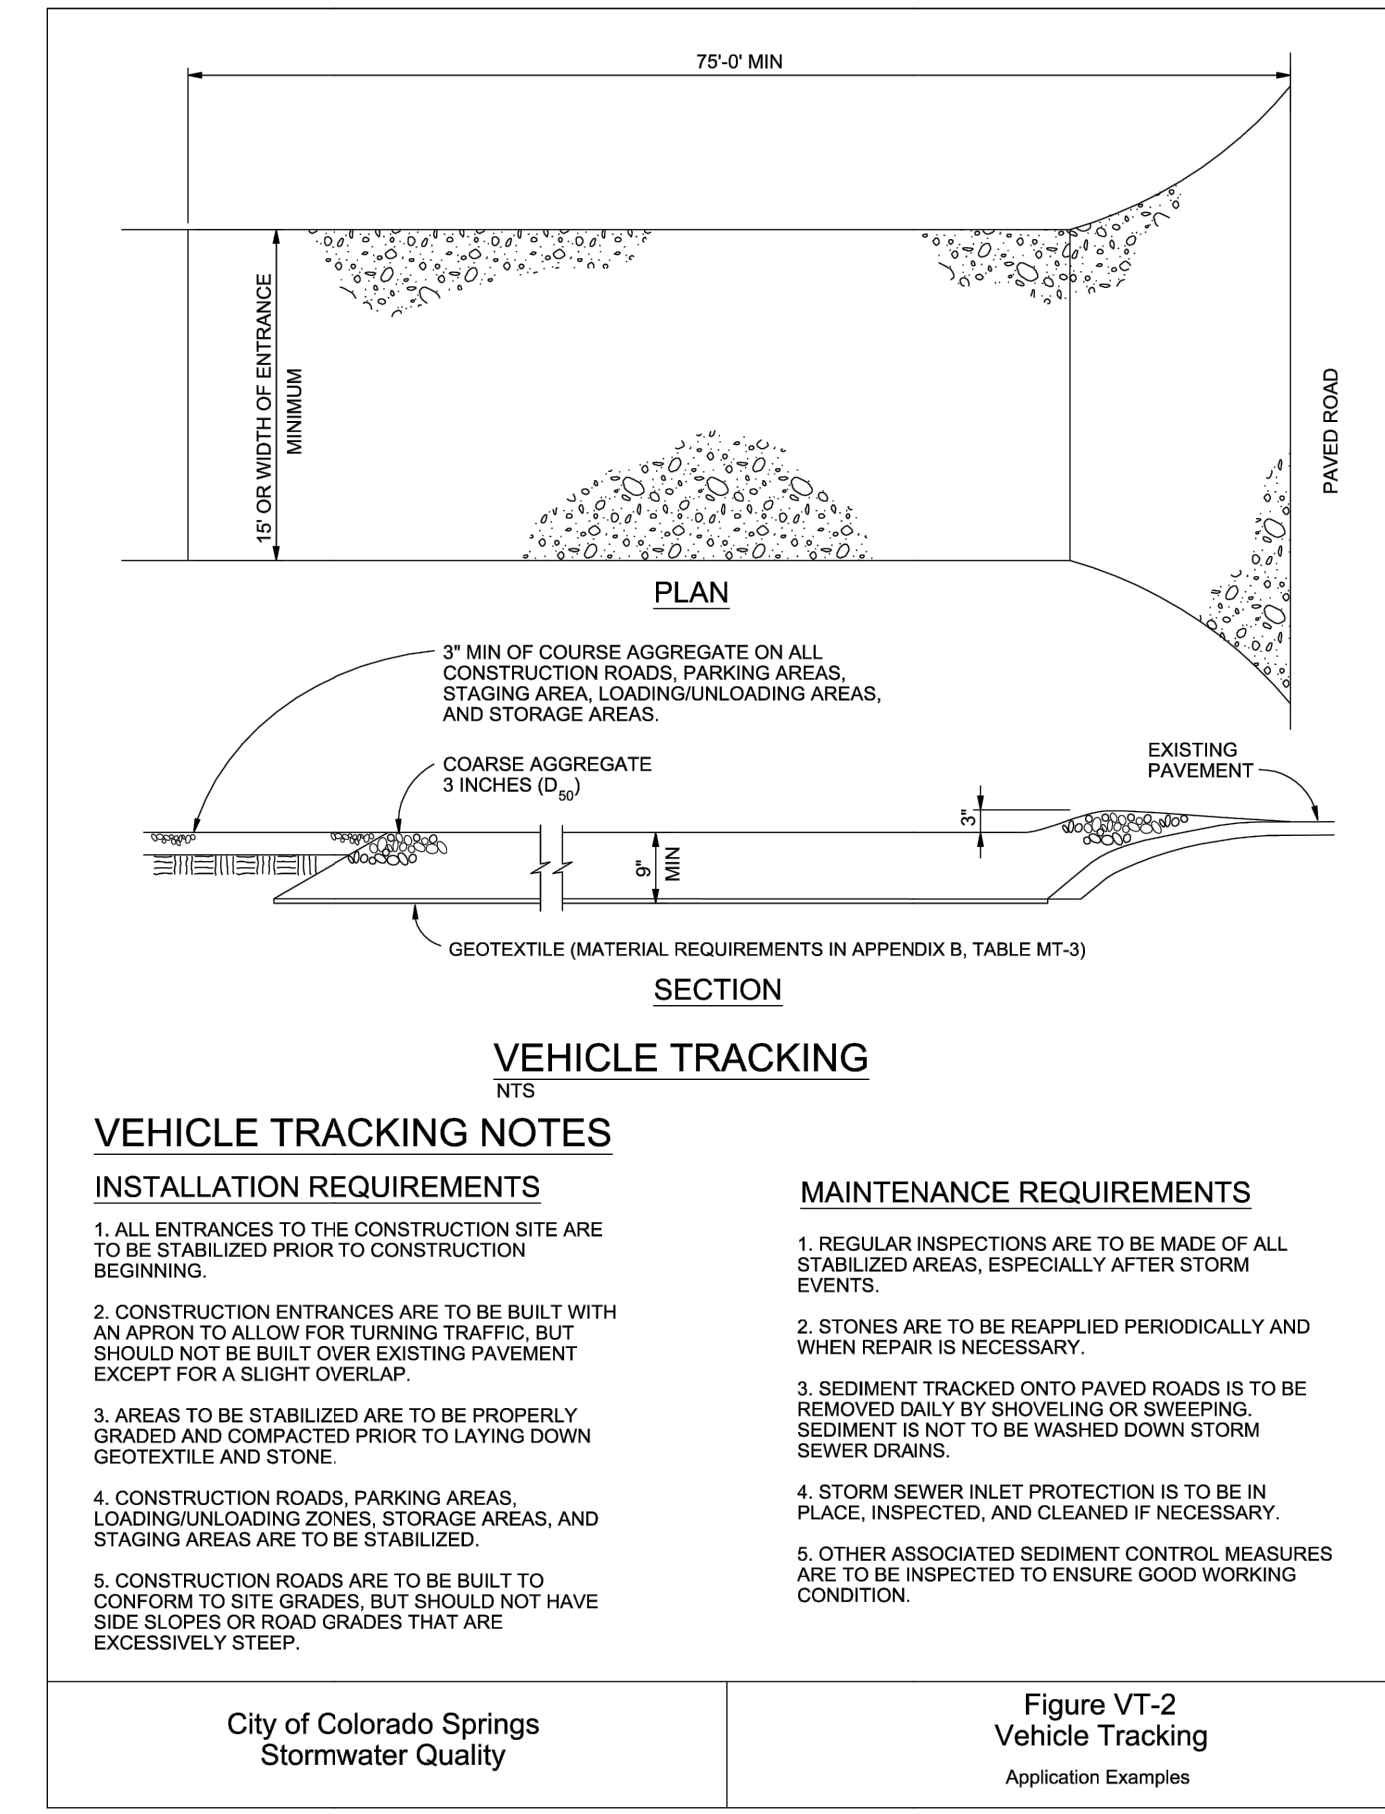 75'-0' MIN
15' OR WIDTH OF ENTRANCE
MINIMUM
PAVED ROAD
PLAN
3" MIN OF COURSE AGGREGATE ON ALL
CONSTRUCTION ROADS, PARKING AREAS,
STAGING AREA, LOADING/UNLOADING AREAS,
AND STORAGE AREAS.
COARSE AGGREGATE
3 INCHES (D50)
EXISTING
PAVEMENT
3"
9"
MIN
GEOTEXTILE (MATERIAL REQUIREMENTS IN APPENDIX B, TABLE MT-3)
SECTION
VEHICLE TRACKING
NTS
VEHICLE TRACKING NOTES
INSTALLATION REQUIREMENTS
1. ALL ENTRANCES TO THE CONSTRUCTION SITE ARE
TO BE STABILIZED PRIOR TO CONSTRUCTION
BEGINNING.
2. CONSTRUCTION ENTRANCES ARE TO BE BUILT WITH
AN APRON TO ALLOW FOR TURNING TRAFFIC, BUT
SHOULD NOT BE BUILT OVER EXISTING PAVEMENT
EXCEPT FOR A SLIGHT OVERLAP.
3. AREAS TO BE STABILIZED ARE TO BE PROPERLY
GRADED AND COMPACTED PRIOR TO LAYING DOWN
GEOTEXTILE AND STONE.
4. CONSTRUCTION ROADS, PARKING AREAS,
LOADING/UNLOADING ZONES, STORAGE AREAS, AND
STAGING AREAS ARE TO BE STABILIZED.
5. CONSTRUCTION ROADS ARE TO BE BUILT TO
CONFORM TO SITE GRADES, BUT SHOULD NOT HAVE
SIDE SLOPES OR ROAD GRADES THAT ARE
EXCESSIVELY STEEP.
MAINTENANCE REQUIREMENTS
1. REGULAR INSPECTIONS ARE TO BE MADE OF ALL
STABILIZED AREAS, ESPECIALLY AFTER STORM
EVENTS.
2. STONES ARE TO BE REAPPLIED PERIODICALLY AND
WHEN REPAIR IS NECESSARY.
3. SEDIMENT TRACKED ONTO PAVED ROADS IS TO BE
REMOVED DAILY BY SHOVELING OR SWEEPING.
SEDIMENT IS NOT TO BE WASHED DOWN STORM
SEWER DRAINS.
4. STORM SEWER INLET PROTECTION IS TO BE IN
PLACE, INSPECTED, AND CLEANED IF NECESSARY.
5. OTHER ASSOCIATED SEDIMENT CONTROL MEASURES
ARE TO BE INSPECTED TO ENSURE GOOD WORKING
CONDITION.
City of Colorado Springs
Stormwater Quality
Figure VT-2
Vehicle Tracking
Application Examples